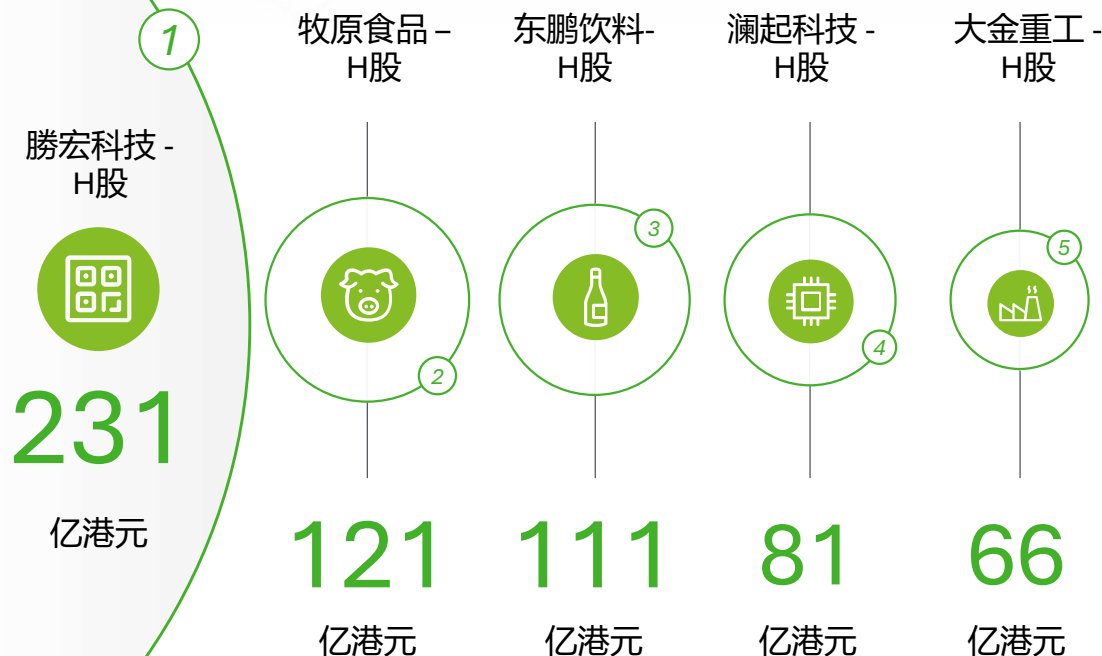 1
勝宏科技 -
H股
231
亿港元
牧原食品 –
H股
2
121
亿港元
东鹏饮料-
H股
3
111
亿港元
澜起科技 -
H股
4
81
亿港元
大金重工 -
H股
5
66
亿港元